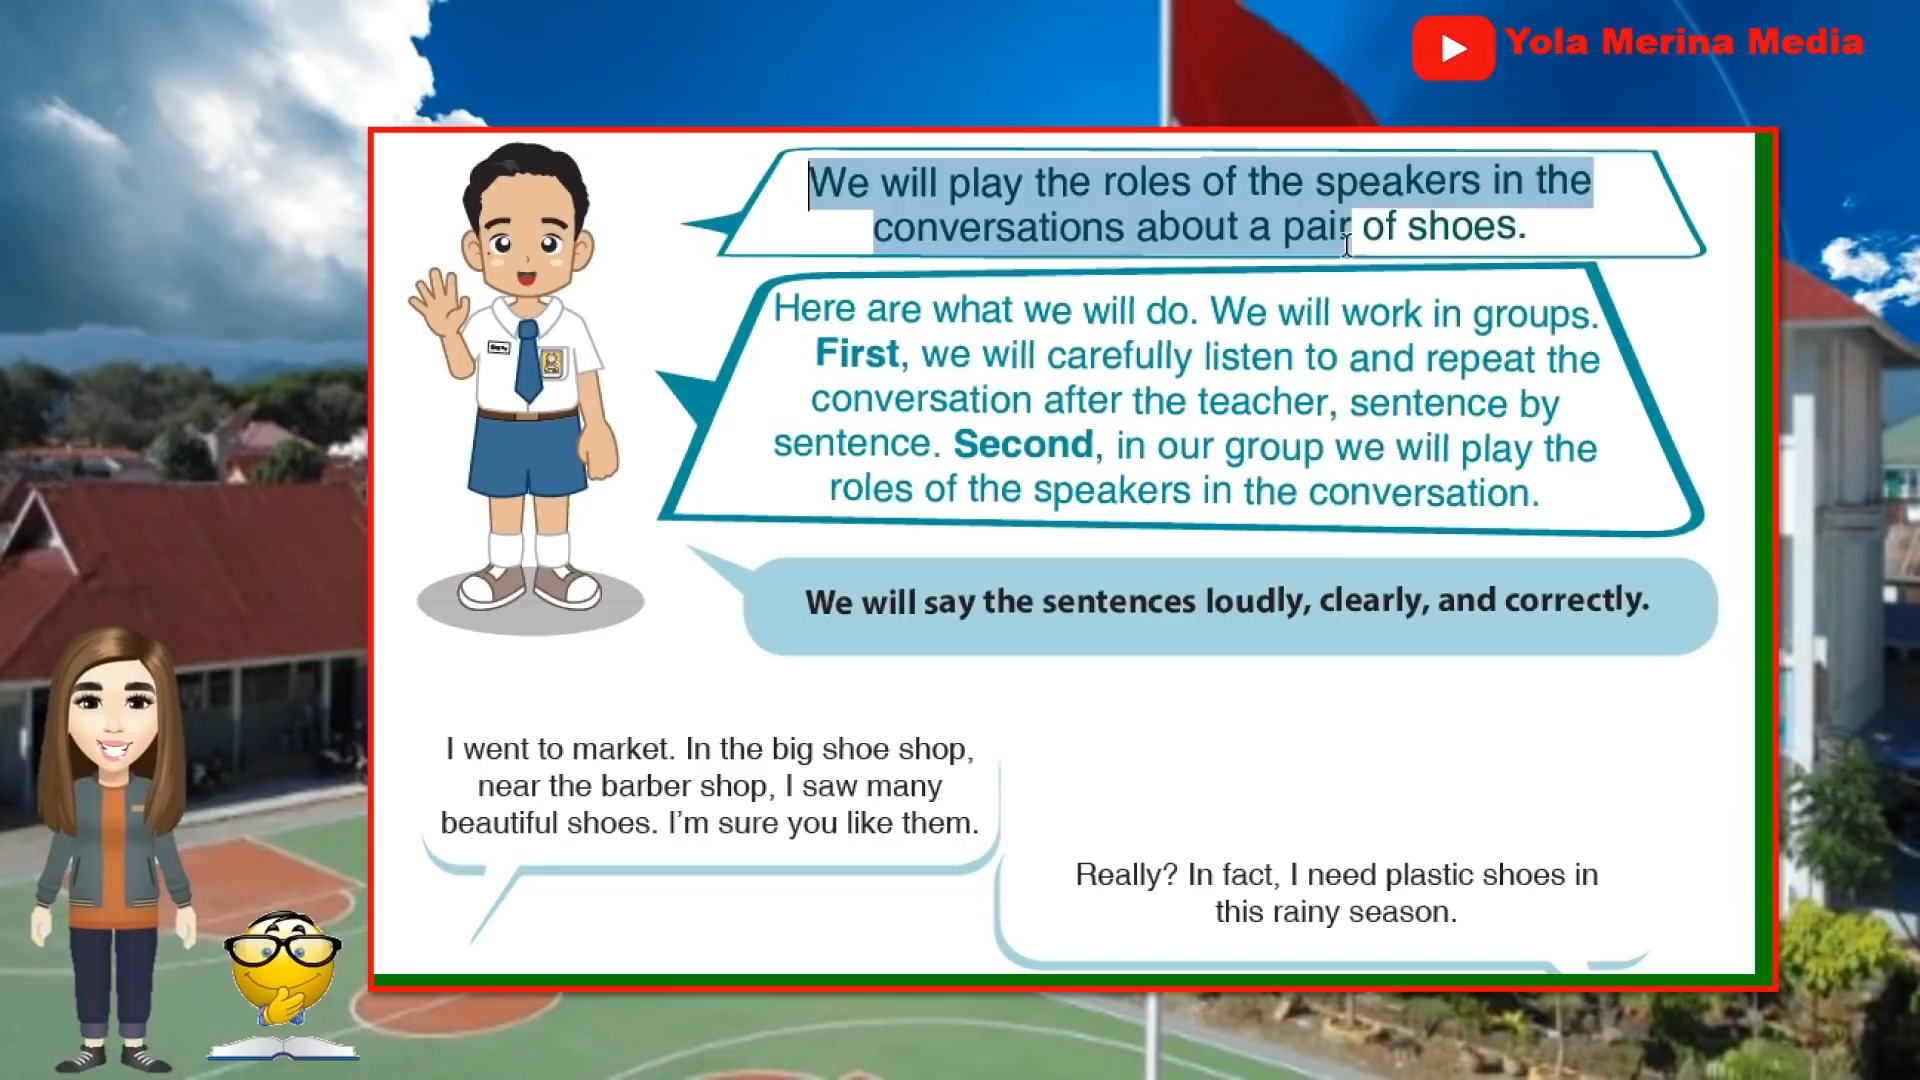 Yola Merina Media
We will play the roles of the speakers in the
conversations about a pair of shoes.
Here are what we will do. We will work in groups.
First, we will carefully listen to and repeat the
conversation after the teacher, sentence by
sentence. Second, in our group we will play the
roles of the speakers in the conversation.
We will say the sentences loudly, clearly, and correctly.
I went to market. In the big shoe shop,
near the barber shop, I saw many
beautiful shoes. I'm sure you like them.
Really? In fact, I need plastic shoes in
this rainy season.